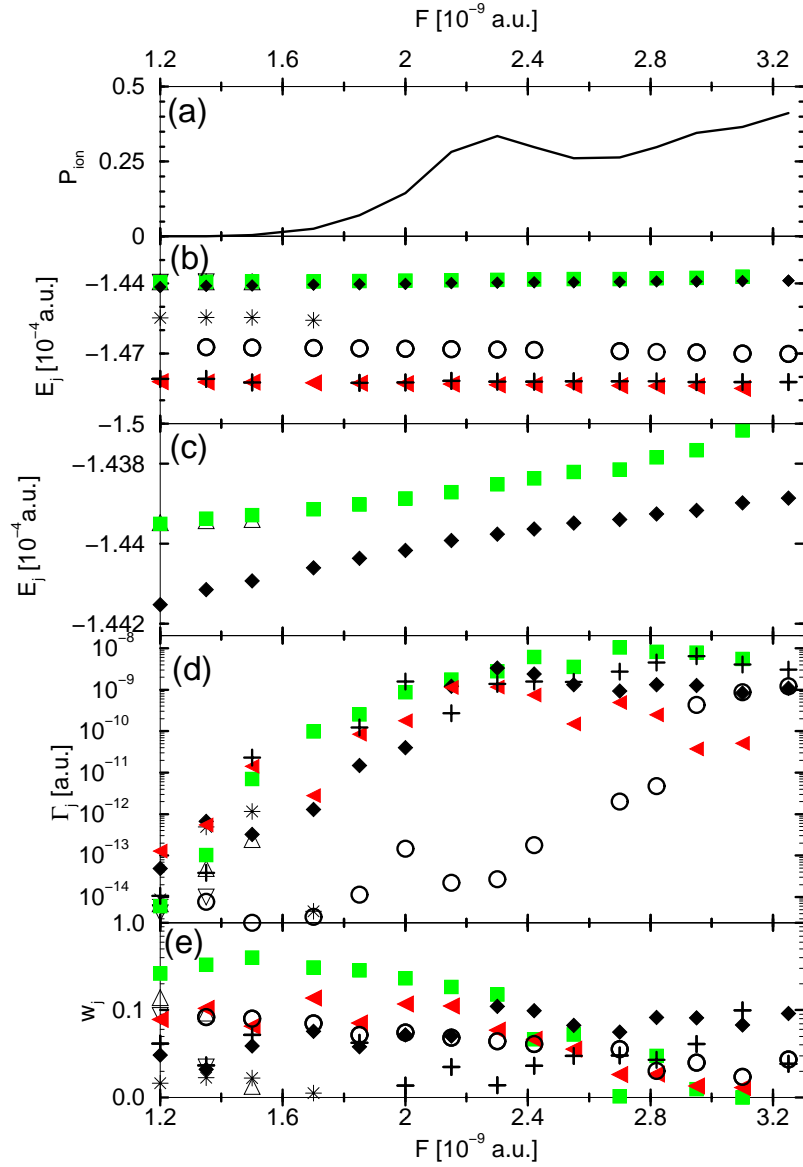 F [10⁻⁹ a.u.]
1.2 1.6 2 2.4 2.8 3.2
(a)
0.5
0.25
0
P_ion
(b)
−1.44
−1.47
−1.5
E_j [10⁻⁴ a.u.]
(c)
−1.438
−1.44
−1.442
E_j [10⁻⁴ a.u.]
(d)
10⁻⁸
10⁻⁹
10⁻¹⁰
10⁻¹¹
10⁻¹²
10⁻¹³
10⁻¹⁴
Γ_j [a.u.]
(e)
1.0
0.1
0.0
w_j
1.2 1.6 2 2.4 2.8 3.2
F [10⁻⁹ a.u.]